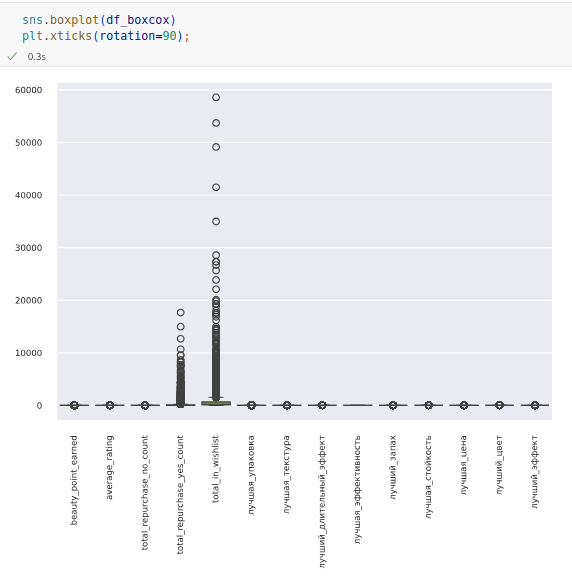 sns.boxplot(df_boxcox)
plt.xticks(rotation=90);
0.3s
60000
50000
40000
30000
20000
10000
0
beauty_point_earned
average_rating
total_repurchase_no_count
total_repurchase_yes_count
total_in_wishlist
лучшая_упаковка
лучшая_текстура
лучший_длительный_эффект
лучшая_эффективность
лучший_запах
лучшая_стойкость
лучшая_цена
лучший_цвет
лучший_эффект